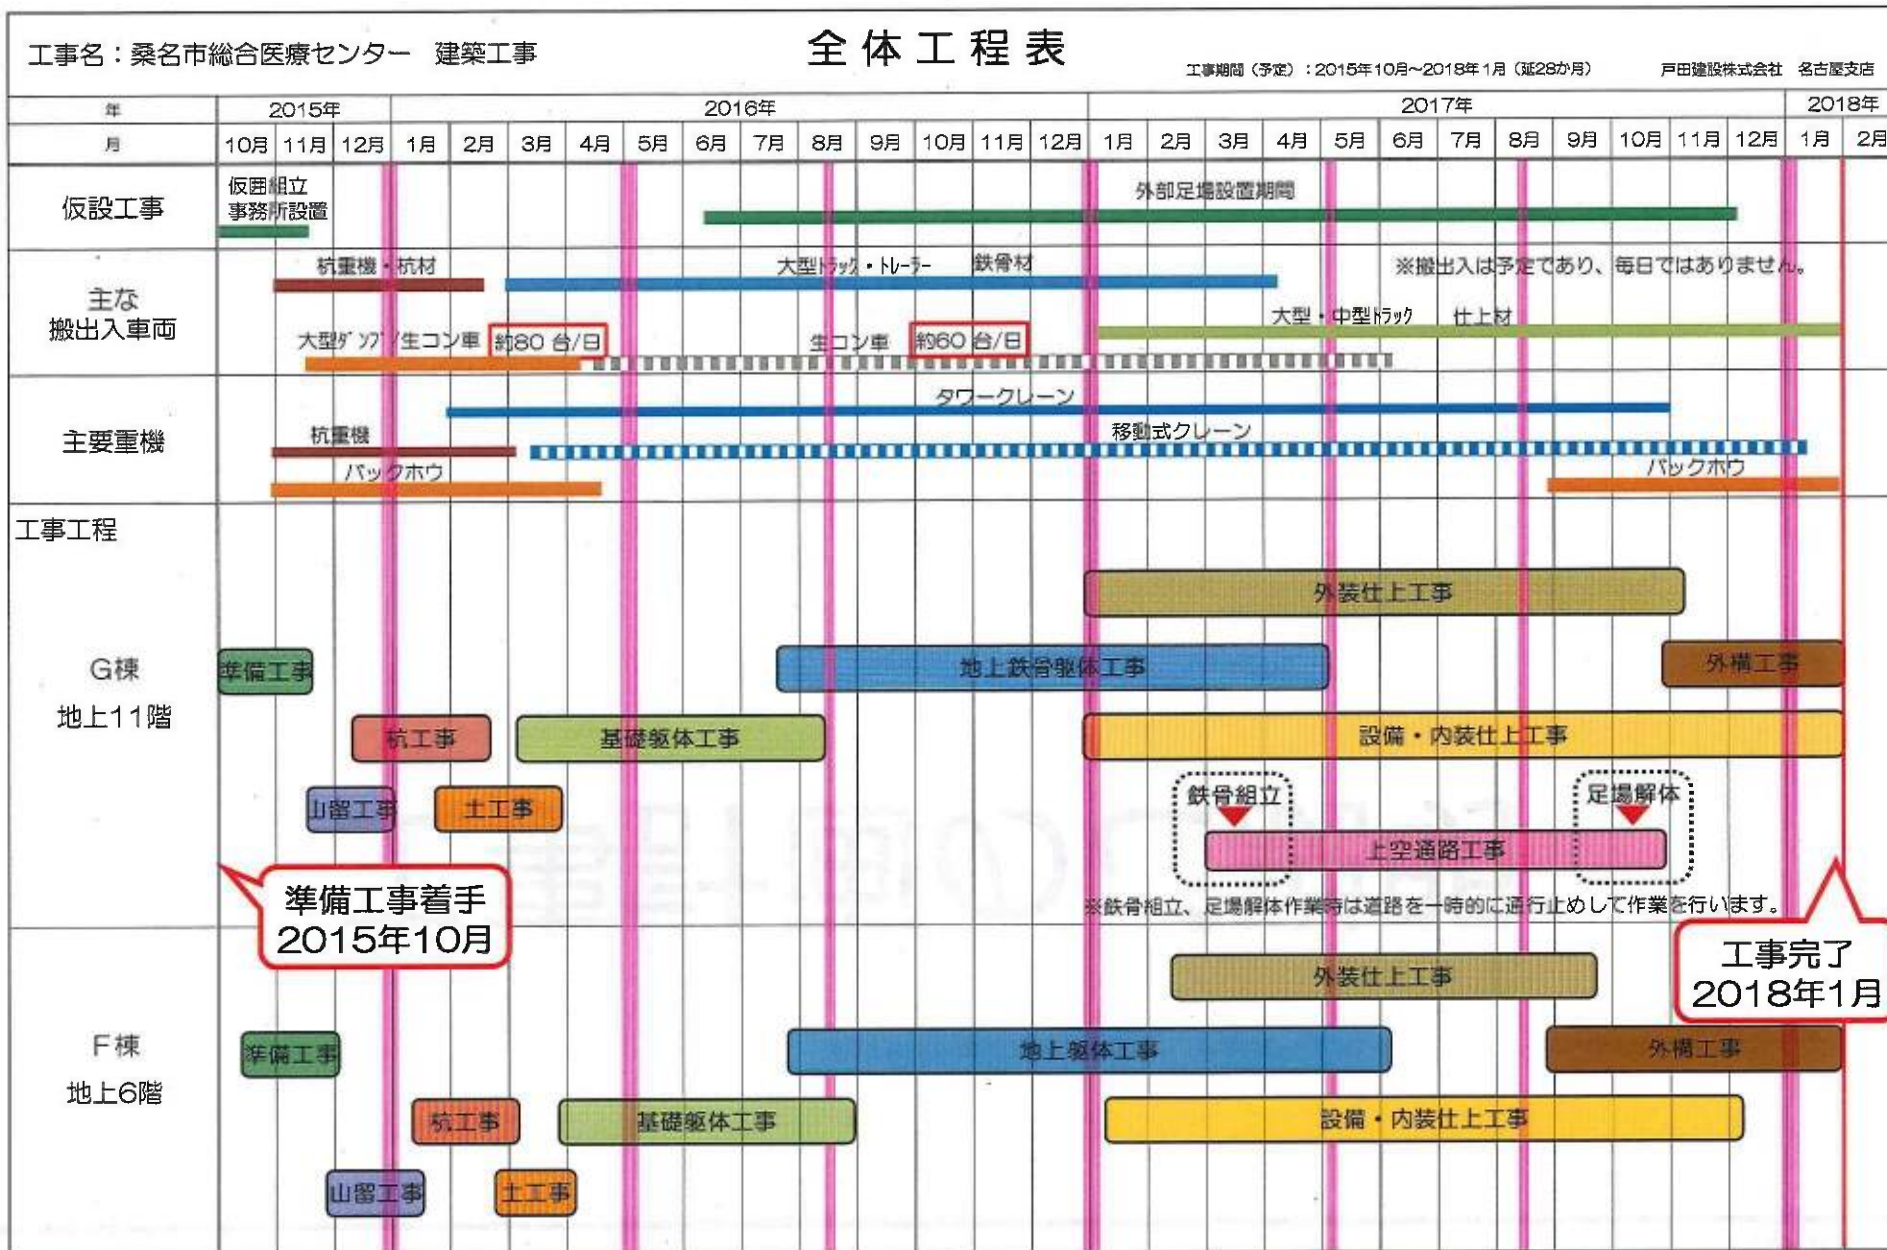 工事名：桑名市総合医療センター　建築工事
全体工程表
工事期間（予定）：2015年10月～2018年1月（延28か月）
戸田建設株式会社　名古屋支店
年 2015年 2016年 2017年 2018年
月 10月 11月 12月 1月 2月 3月 4月 5月 6月 7月 8月 9月 10月 11月 12月 1月 2月 3月 4月 5月 6月 7月 8月 9月 10月 11月 12月 1月 2月
仮設工事
仮囲組立
事務所設置
外部足場設置期間
主な
搬出入車両
杭重機・杭材
大型トラック・トレーラー　鉄骨材
※搬出入は予定であり、毎日ではありません。
大型・中型トラック　仕上材
大型ダンプ/生コン車 約80台/日
生コン車 約60台/日
主要重機
タワークレーン
杭重機
移動式クレーン
バックホウ
バックホウ
工事工程
G棟
地上11階
外装仕上工事
準備工事
地上鉄骨躯体工事
外構工事
杭工事
基礎躯体工事
設備・内装仕上工事
山留工事
土工事
鉄骨組立
足場解体
上空通路工事
※鉄骨組立、足場解体作業時は道路を一時的に通行止めして作業を行います。
準備工事着手
2015年10月
工事完了
2018年1月
F棟
地上6階
外装仕上工事
準備工事
地上躯体工事
外構工事
杭工事
基礎躯体工事
設備・内装仕上工事
山留工事
土工事